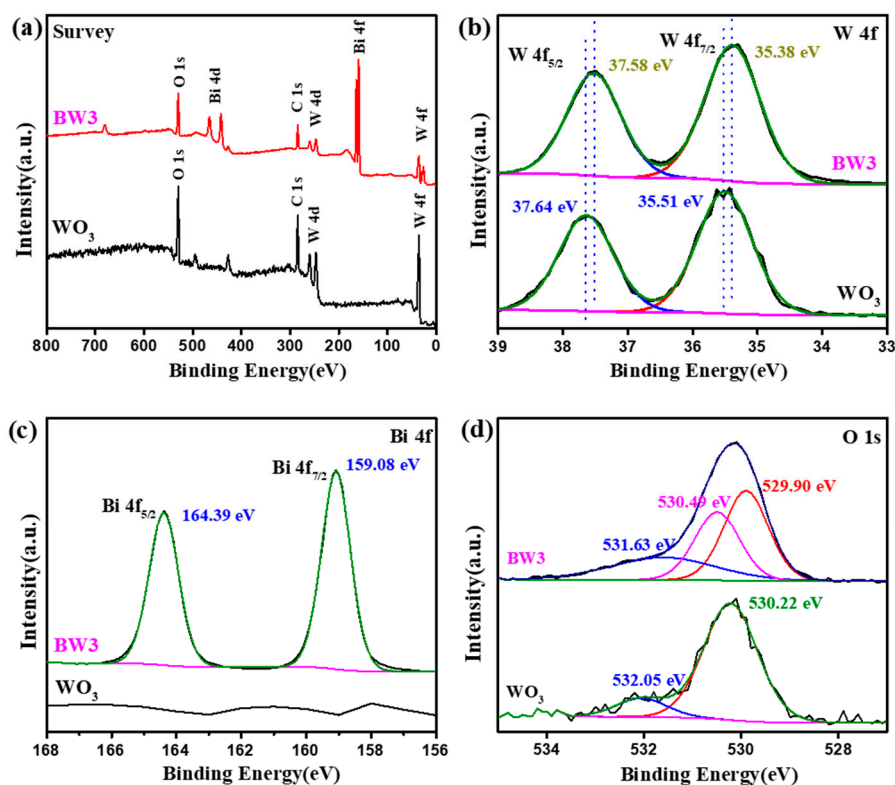 (a) Survey
O 1s
Bi 4d
C 1s
W 4d
Bi 4f
W 4f
BW3
O 1s
C 1s
W 4d
W 4f
WO3
Intensity(a.u.)
800 700 600 500 400 300 200 100 0
Binding Energy(eV)
(b) W 4f
W 4f5/2 37.58 eV W 4f7/2 35.38 eV
BW3
37.64 eV 35.51 eV
WO3
Intensity(a.u.)
39 38 37 36 35 34 33
Binding Energy(eV)
(c) Bi 4f
Bi 4f7/2 159.08 eV
Bi 4f5/2 164.39 eV
BW3
WO3
Intensity(a.u.)
168 166 164 162 160 158 156
Binding Energy(eV)
(d) O 1s
530.49 eV 529.90 eV
531.63 eV
BW3
530.22 eV
532.05 eV
WO3
Intensity(a.u.)
534 532 530 528
Binding Energy(eV)